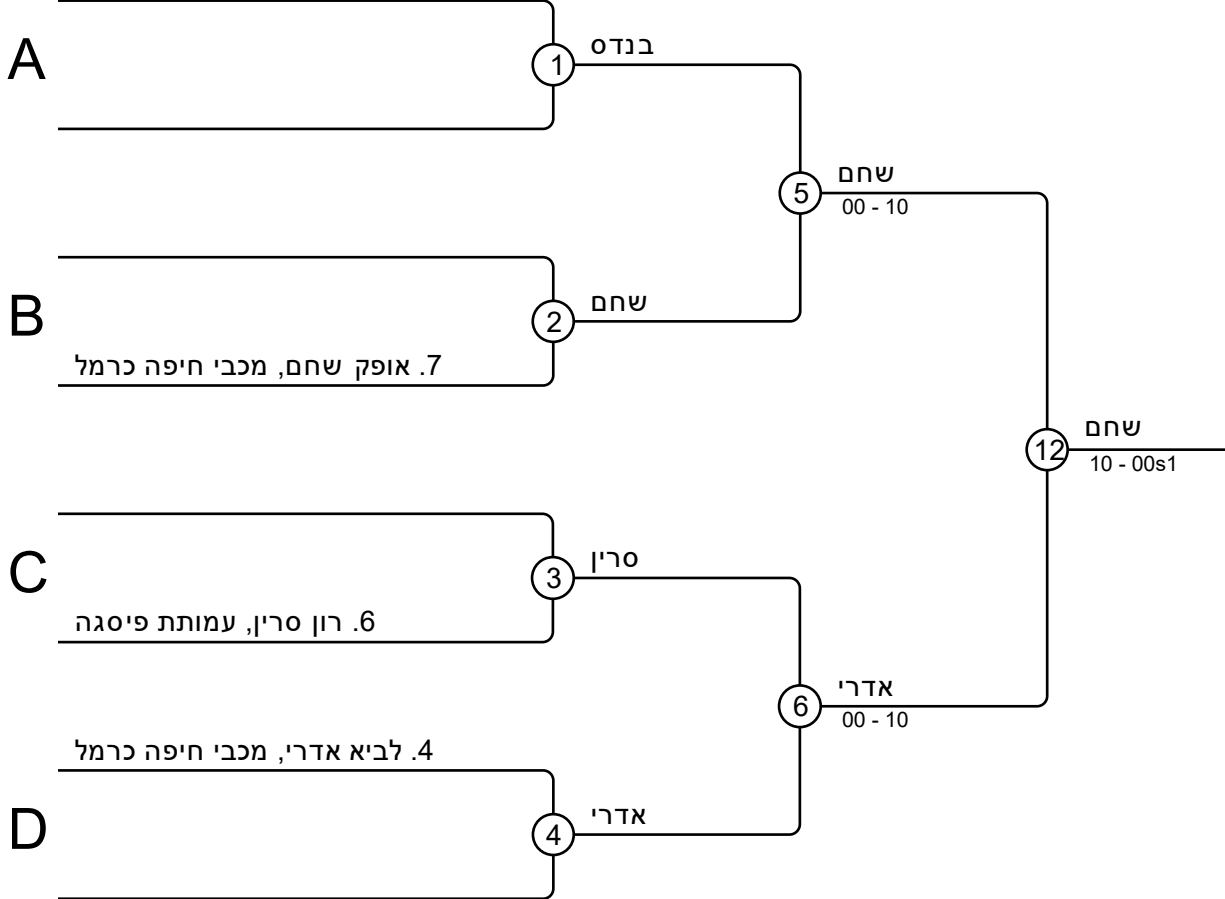 A
1
בנדס
5
שחם
00 - 10
B
2
שחם
7. אופק שחם, מכבי חיפה כרמל
12
שחם
10 - 00s1
C
3
סרין
6. רון סרין, עמותת פיסגה
6
אדרי
00 - 10
4. לביא אדרי, מכבי חיפה כרמל
D
4
אדרי